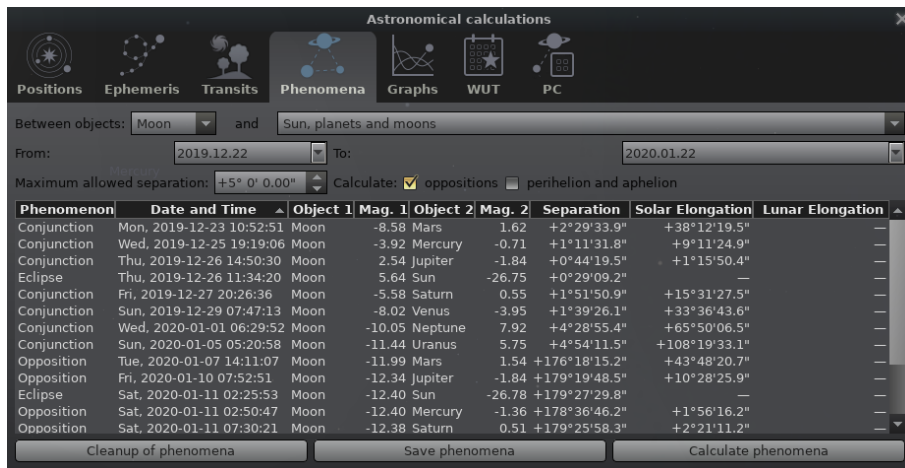 Astronomical calculations
Positions Ephemeris Transits Phenomena Graphs WUT PC
Between objects: Moon and Sun, planets and moons
From: 2019.12.22 To: 2020.01.22
Maximum allowed separation: +5° 0' 0.00" Calculate: oppositions perihelion and aphelion
Phenomenon Date and Time Object 1 Mag. 1 Object 2 Mag. 2 Separation Solar Elongation Lunar Elongation
Conjunction Mon, 2019-12-23 10:52:51 Moon -8.58 Mars 1.62 +2°29'33.9" +38°12'19.5" —
Conjunction Wed, 2019-12-25 19:19:06 Moon -3.92 Mercury -0.71 +1°11'31.8" +9°11'24.9" —
Conjunction Thu, 2019-12-26 14:50:30 Moon 2.54 Jupiter -1.84 +0°44'19.5" +1°15'50.4" —
Eclipse Thu, 2019-12-26 11:34:20 Moon 5.64 Sun -26.75 +0°29'09.2" — —
Conjunction Fri, 2019-12-27 20:26:36 Moon -5.58 Saturn 0.55 +1°51'50.9" +15°31'27.5" —
Conjunction Sun, 2019-12-29 07:47:13 Moon -8.02 Venus -3.95 +1°39'26.1" +33°36'43.6" —
Conjunction Wed, 2020-01-01 06:29:52 Moon -10.05 Neptune 7.92 +4°28'55.4" +65°50'06.5" —
Conjunction Sun, 2020-01-05 05:20:58 Moon -11.44 Uranus 5.75 +4°54'11.5" +108°19'33.1" —
Opposition Tue, 2020-01-07 14:11:07 Moon -11.99 Mars 1.54 +176°18'15.2" +43°48'20.7" —
Opposition Fri, 2020-01-10 07:52:51 Moon -12.34 Jupiter -1.84 +179°19'48.5" +10°28'25.9" —
Eclipse Sat, 2020-01-11 02:25:53 Moon -12.40 Sun -26.78 +179°27'29.8" — —
Opposition Sat, 2020-01-11 02:50:47 Moon -12.40 Mercury -1.36 +178°36'46.2" +1°56'16.2" —
Opposition Sat, 2020-01-11 07:30:21 Moon -12.38 Saturn 0.51 +179°25'58.3" +2°21'11.2" —
Cleanup of phenomena Save phenomena Calculate phenomena